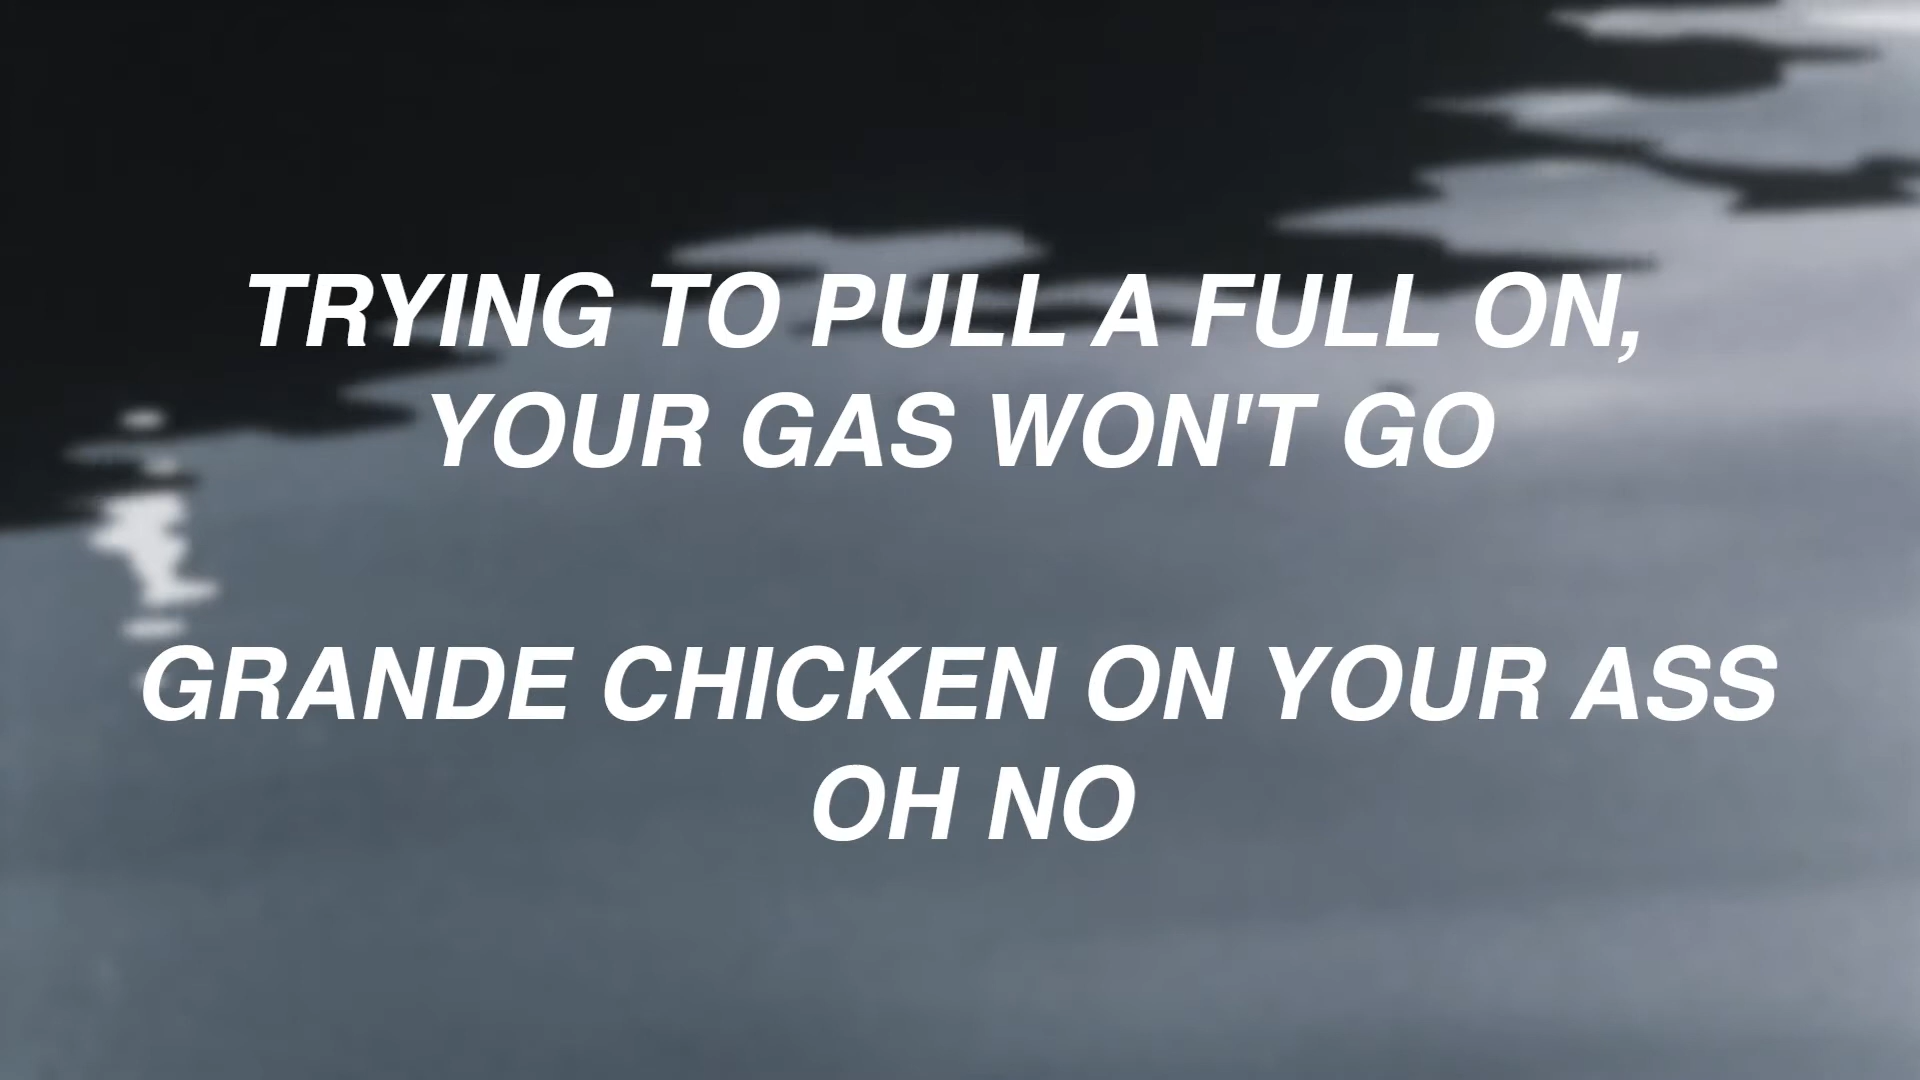 TRYING TO PULL A FULL ON,
YOUR GAS WON'T GO
GRANDE CHICKEN ON YOUR ASS
OH NO